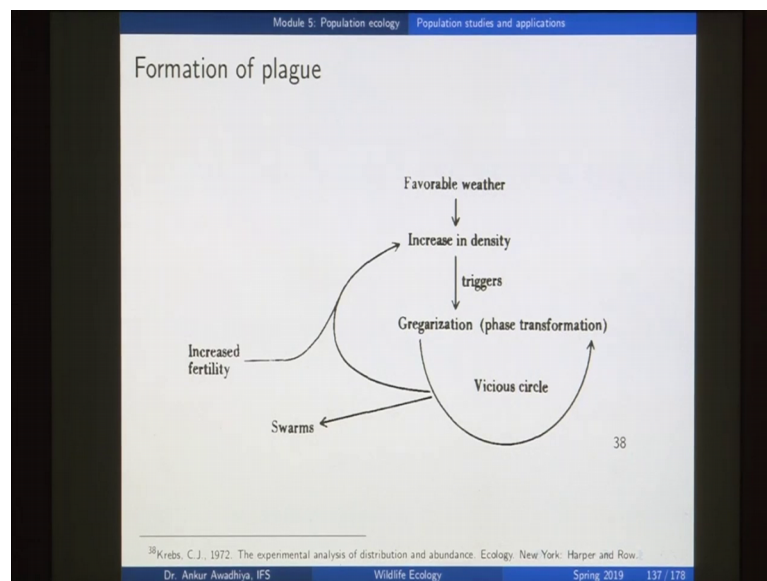 Module 5: Population ecology Population studies and applications
Formation of plague
Favorable weather
Increase in density
triggers
Gregarization (phase transformation)
Increased
fertility
Vicious circle
Swarms
38
38Krebs, C.J., 1972. The experimental analysis of distribution and abundance. Ecology. New York: Harper and Row.
Dr. Ankur Awadhiya, IFS Wildlife Ecology Spring 2019 137 / 178